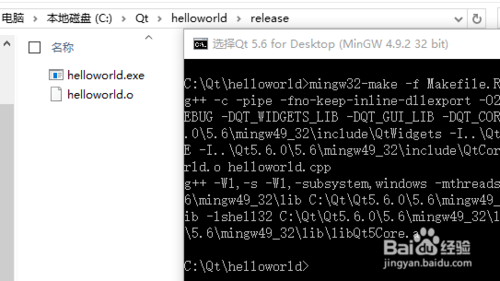 电脑 › 本地磁盘 (C:) › Qt › helloworld › release
名称
helloworld.exe
helloworld.o
选择Qt 5.6 for Desktop (MinGW 4.9.2 32 bit)
C:\Qt\helloworld>mingw32-make -f Makefile.R
g++ -c -pipe -fno-keep-inline-dllexport -O2
EBUG -DQT_WIDGETS_LIB -DQT_GUI_LIB -DQT_COR
.0\5.6\mingw49_32\include\QtWidgets -I..\Qt
E -I..\Qt5.6.0\5.6\mingw49_32\include\QtCor
rld.o helloworld.cpp
g++ -Wl,-s -Wl,-subsystem,windows -mthreads
6\mingw49_32\lib C:\Qt\Qt5.6.0\5.6\mingw49_
ib -lshell32 C:\Qt\Qt5.6.0\5.6\mingw49_32\l
\5.6\mingw49_32\lib\libQt5Core.a
C:\Qt\helloworld>
Baidu 经验
jingyan.baidu.com